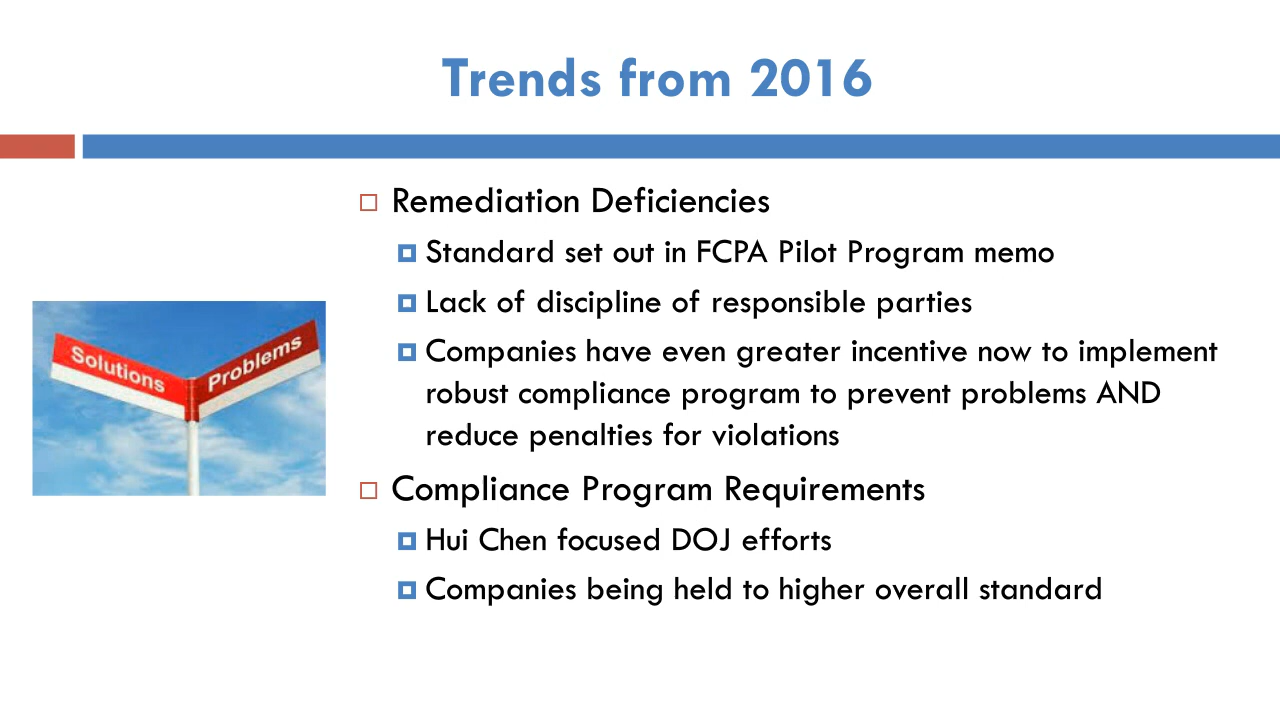 Trends from 2016
Remediation Deficiencies
Standard set out in FCPA Pilot Program memo
Lack of discipline of responsible parties
Companies have even greater incentive now to implement
robust compliance program to prevent problems AND
reduce penalties for violations
Compliance Program Requirements
Hui Chen focused DOJ efforts
Companies being held to higher overall standard
Solutions
Problems